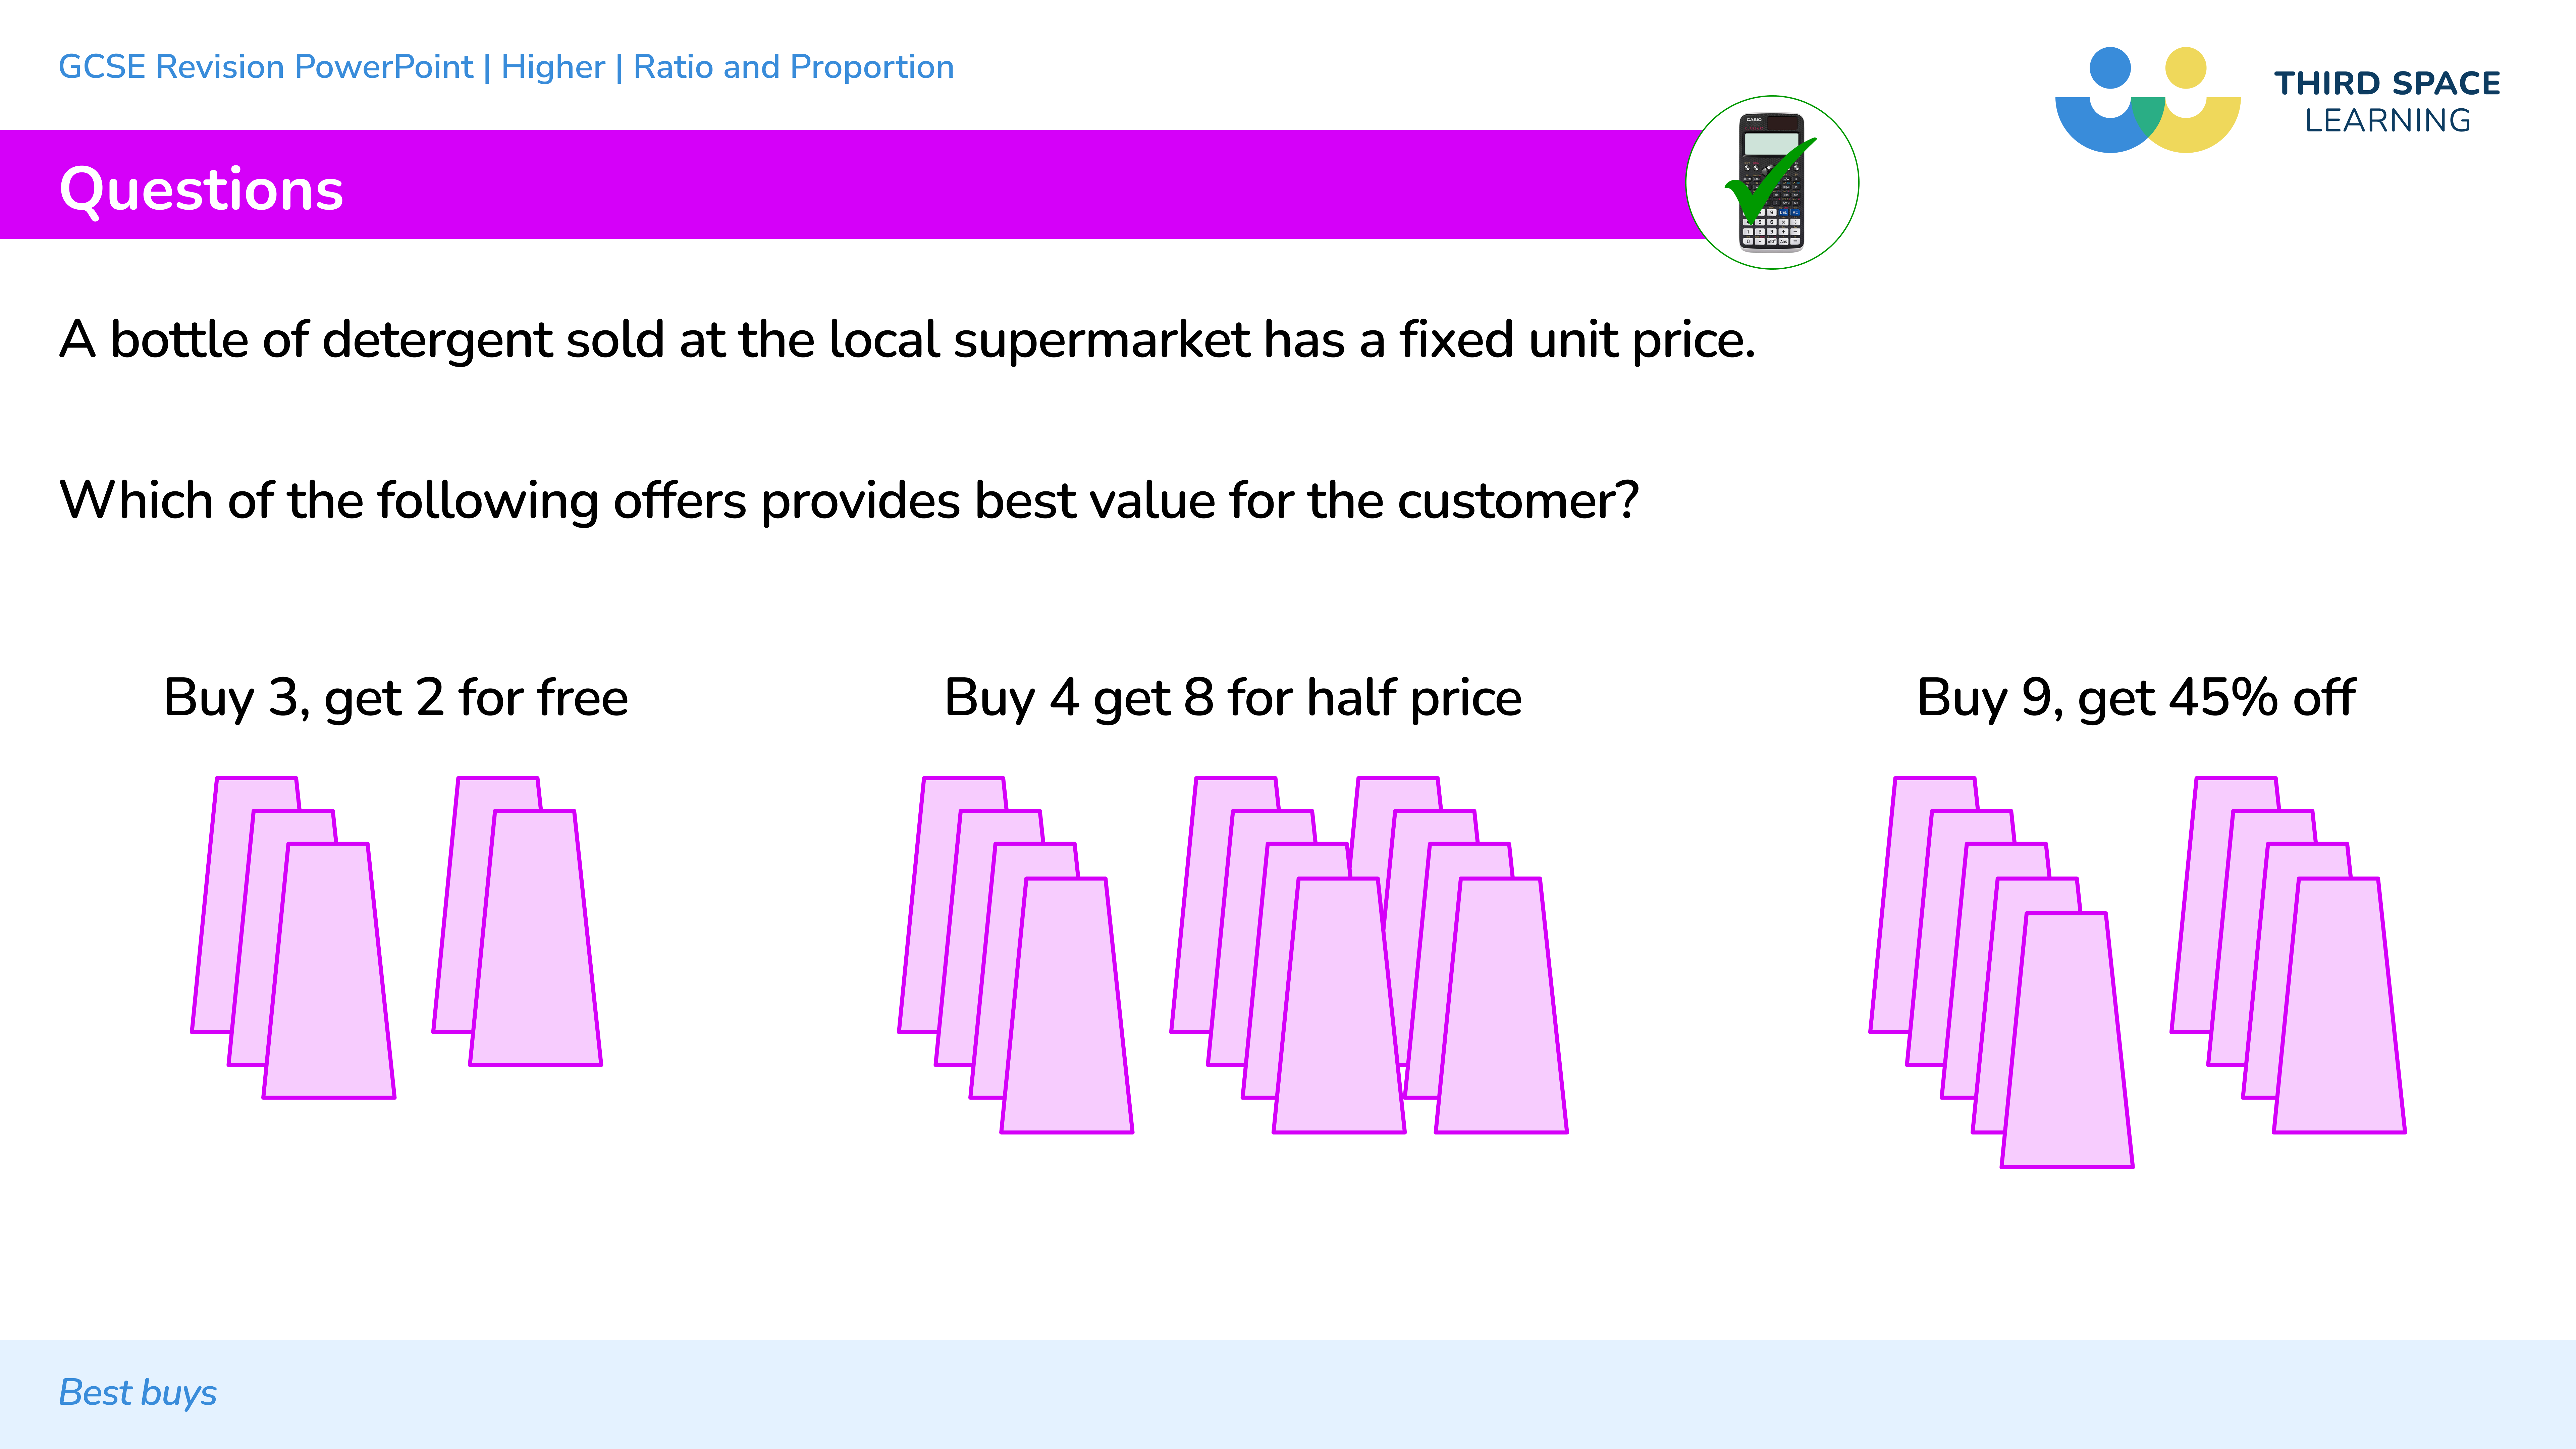 GCSE Revision PowerPoint | Higher | Ratio and Proportion
THIRD SPACE
LEARNING
Questions
CASIO
A bottle of detergent sold at the local supermarket has a fixed unit price.
Which of the following offers provides best value for the customer?
Buy 3, get 2 for free
Buy 4 get 8 for half price
Buy 9, get 45% off
Best buys